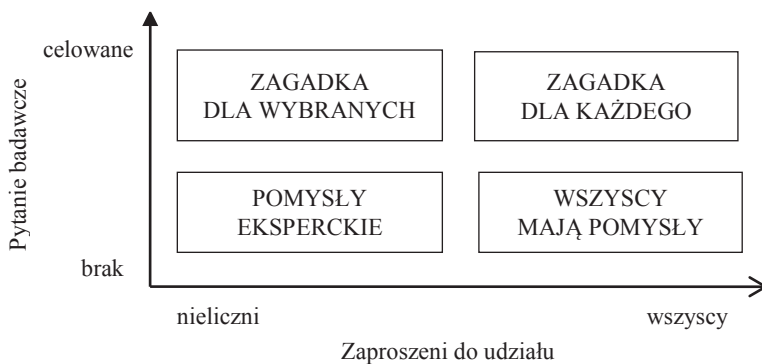 celowane
ZAGADKA
DLA WYBRANYCH
ZAGADKA
DLA KAŻDEGO
Pytanie badawcze
POMYSŁY
EKSPERCKIE
WSZYSCY
MAJĄ POMYSŁY
brak
nieliczni
wszyscy
Zaproszeni do udziału